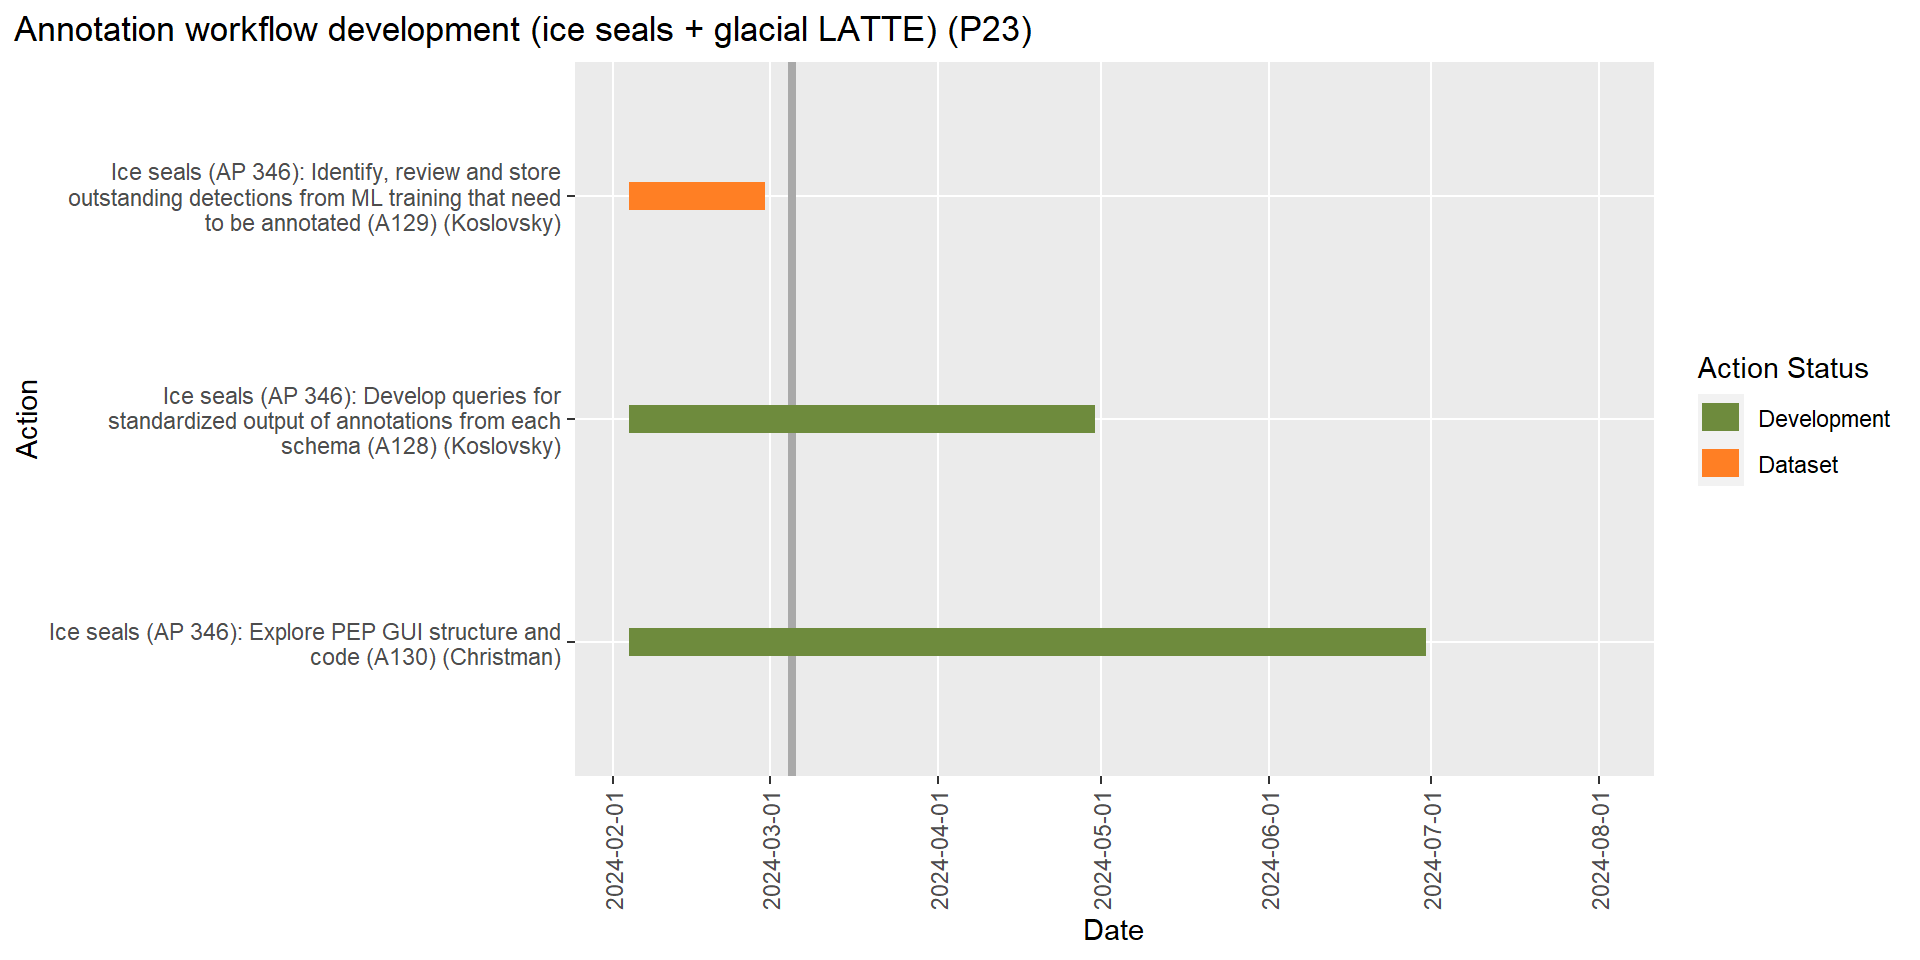 Annotation workflow development (ice seals + glacial LATTE) (P23)
Ice seals (AP 346): Identify, review and store
outstanding detections from ML training that need
to be annotated (A129) (Koslovsky)
Ice seals (AP 346): Develop queries for
standardized output of annotations from each
schema (A128) (Koslovsky)
Ice seals (AP 346): Explore PEP GUI structure and
code (A130) (Christman)
Action
2024-02-01
2024-03-01
2024-04-01
2024-05-01
2024-06-01
2024-07-01
2024-08-01
Date
Action Status
Development
Dataset